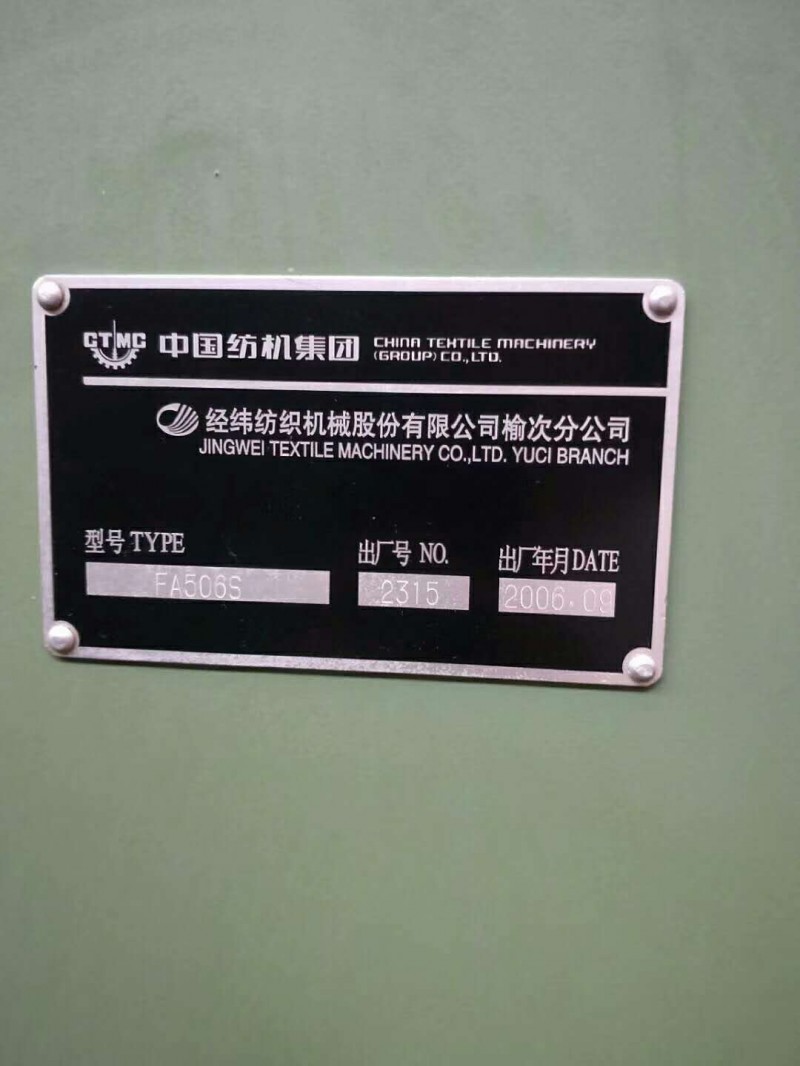 CTMC 中国纺机集团 CHINA TEXTILE MACHINERY
(GROUP) CO.,LTD.
经纬纺织机械股份有限公司榆次分公司
JINGWEI TEXTILE MACHINERY CO.,LTD. YUCI BRANCH
型号 TYPE 出厂号 NO. 出厂年月 DATE
FA506S 2315 2006.09